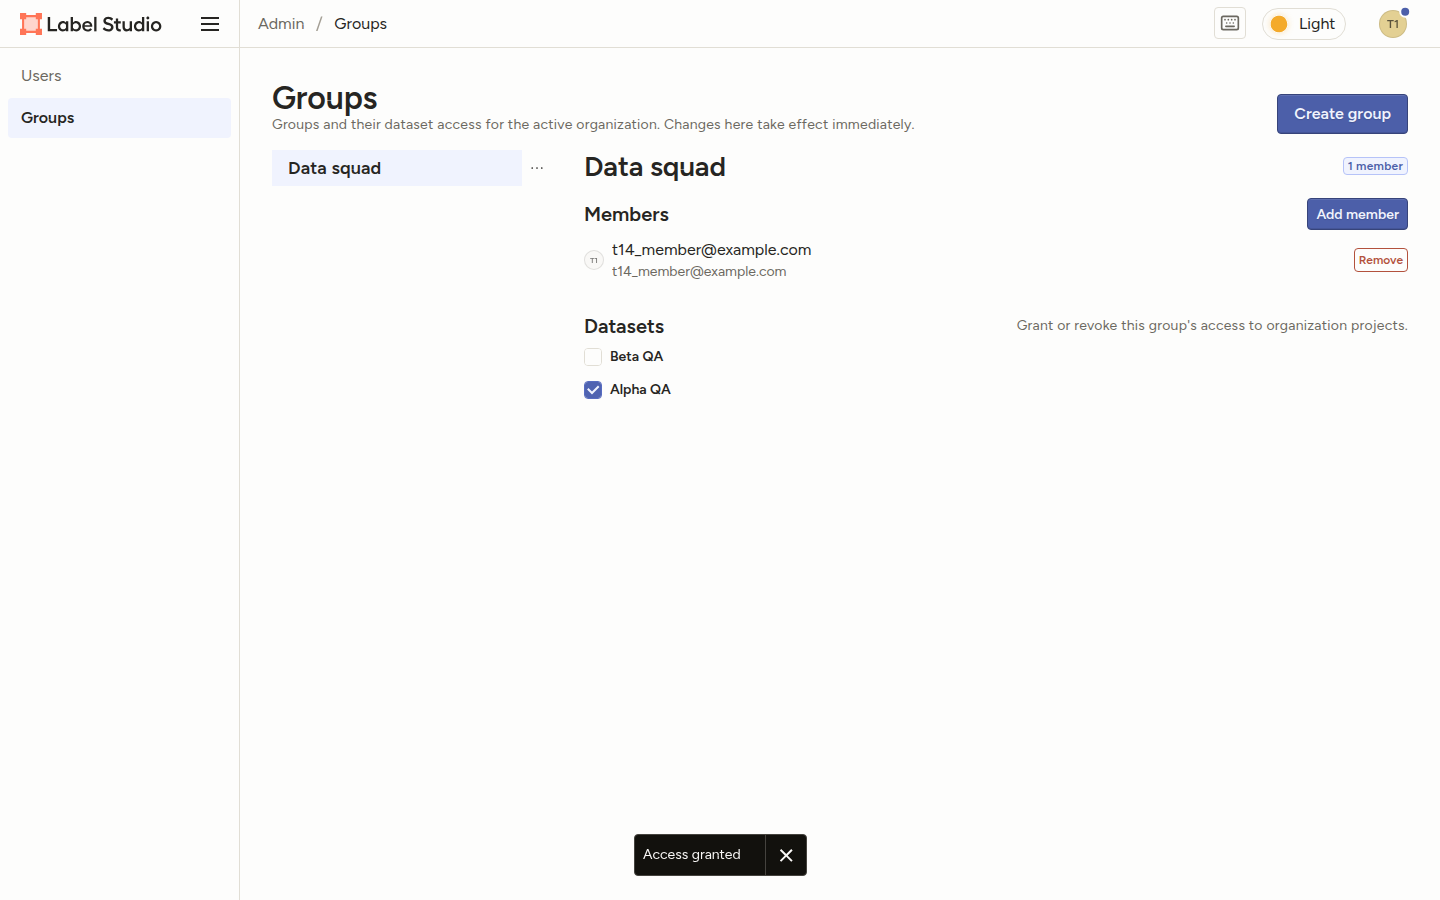 Label Studio
Admin / Groups
Light
T1
Users
Groups
Groups
Groups and their dataset access for the active organization. Changes here take effect immediately.
Create group
Data squad
Data squad
1 member
Members
Add member
T1
t14_member@example.com
t14_member@example.com
Remove
Datasets
Grant or revoke this group's access to organization projects.
Beta QA
Alpha QA
Access granted